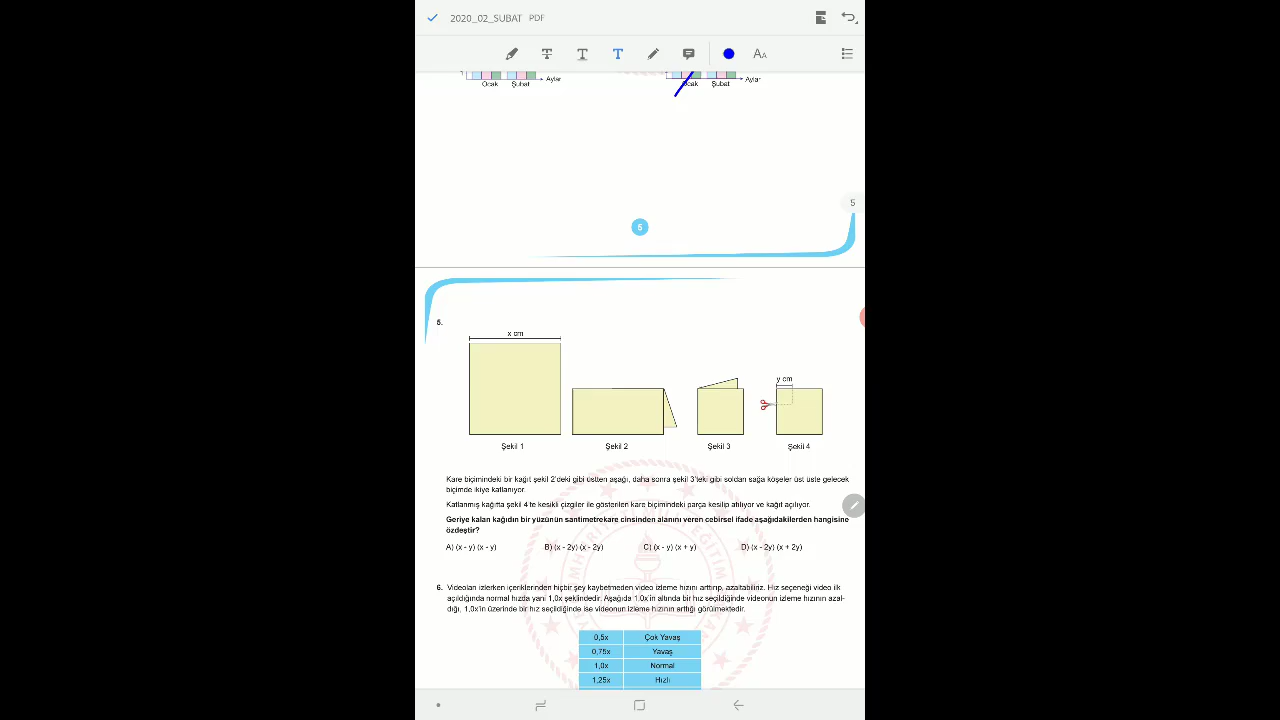 2020_02_SUBAT PDF
1
Aylar
Aylar
Ocak
Şubat
Ocak
Şubat
5
5
5.
x cm
y cm
Şekil 1
Şekil 2
Şekil 3
Şekil 4
Kare biçimindeki bir kağıt şekil 2'deki gibi üstten aşağı, daha sonra şekil 3'teki gibi soldan sağa köşeler üst üste gelecek
biçimde ikiye katlanıyor.
Katlanmış kağıtta şekil 4'te kesikli çizgiler ile gösterilen kare biçimindeki parça kesilip atılıyor ve kağıt açılıyor.
Geriye kalan kağıdın bir yüzünün santimetrekare cinsinden alanını veren cebirsel ifade aşağıdakilerden hangisine
özdeştir?
A) (x - y) (x - y)
B) (x - 2y) (x - 2y)
C) (x - y) (x + y)
D) (x - 2y) (x + 2y)
6. Videoları izlerken içeriklerinden hiçbir şey kaybetmeden video izleme hızını arttırıp, azaltabiliriz. Hız seçeneği video ilk
açıldığında normal hızda yani 1,0x şeklindedir. Aşağıda 1.0x'in altında bir hız seçildiğinde videonun izleme hızının azal-
dığı, 1,0x'in üzerinde bir hız seçildiğinde ise videonun izleme hızının arttığı görülmektedir.
0,5x Çok Yavaş
0,75x Yavaş
1,0x Normal
1,25x Hızlı